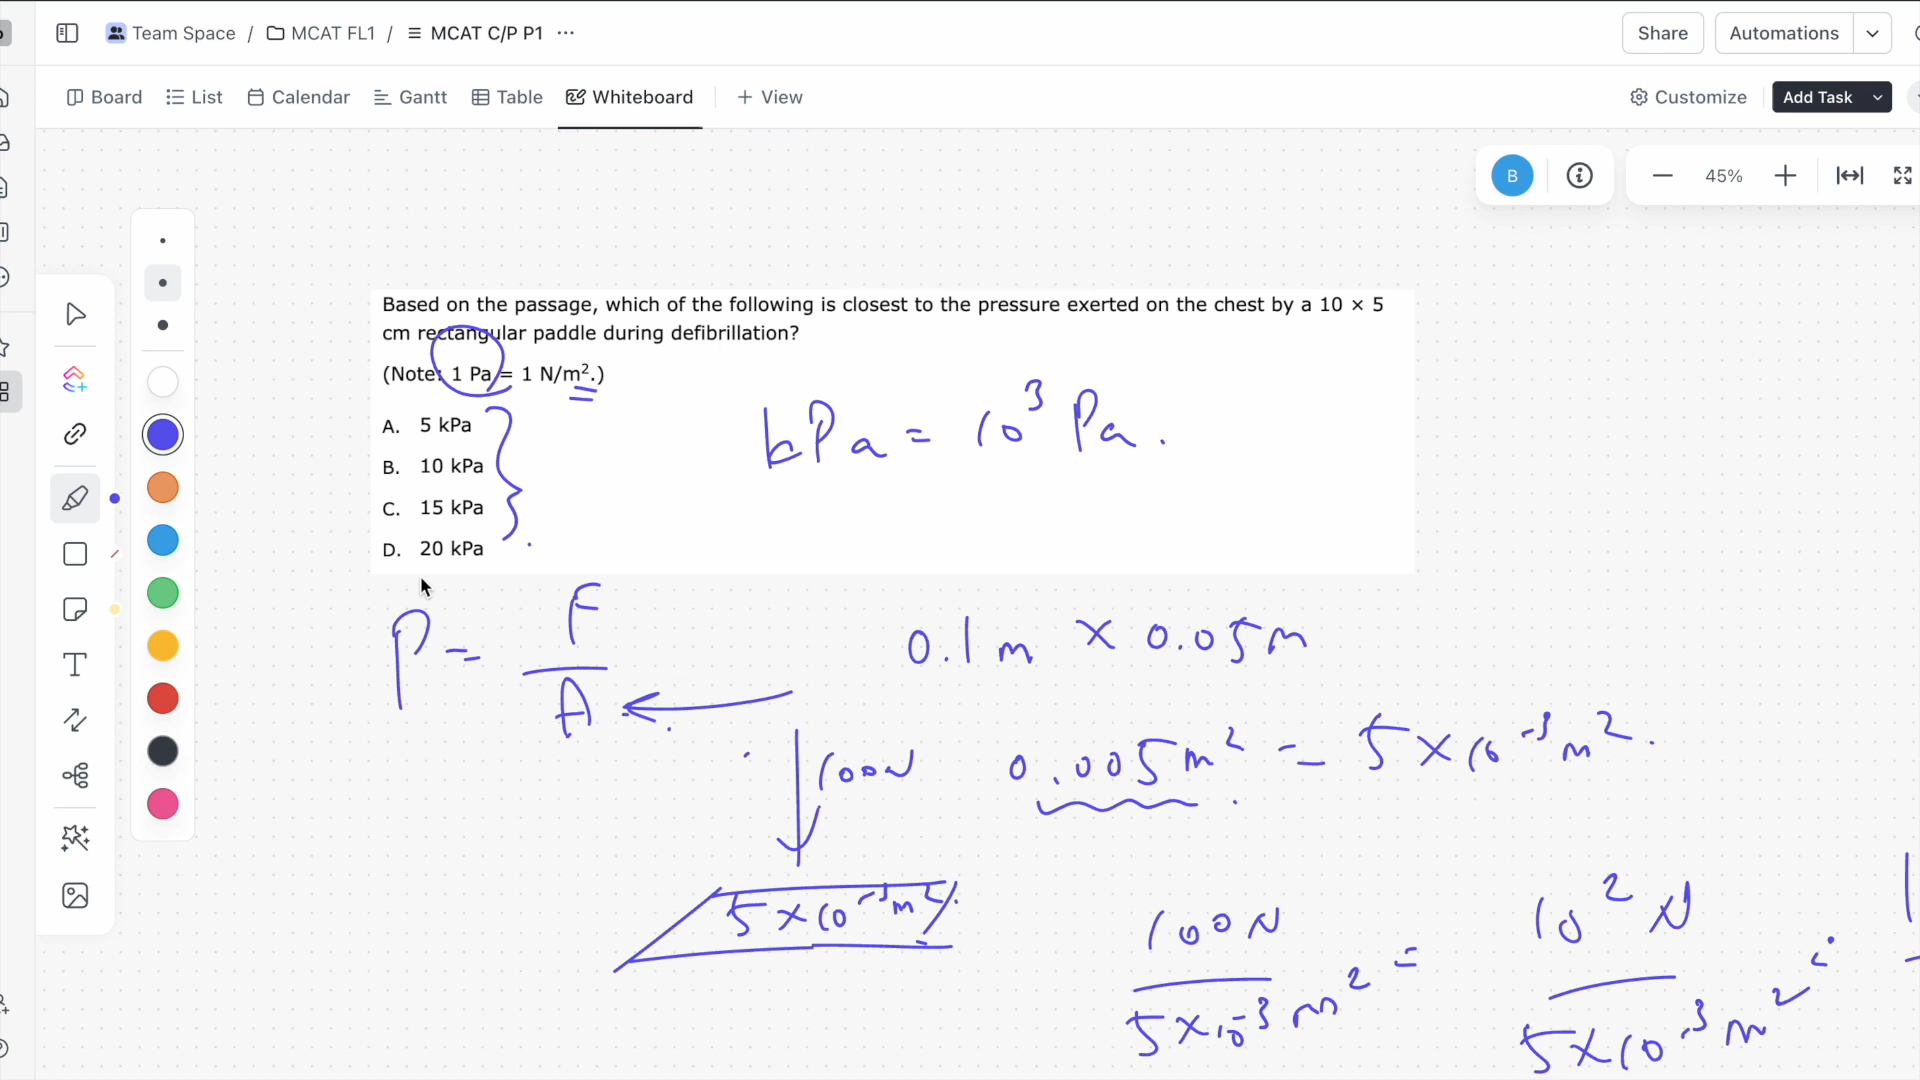 Team Space / MCAT FL1 / MCAT C/P P1 ...
Share
Automations
Board
List
Calendar
Gantt
Table
Whiteboard
+ View
Customize
Add Task
B
45%
Based on the passage, which of the following is closest to the pressure exerted on the chest by a 10 × 5
cm rectangular paddle during defibrillation?
(Note: 1 Pa = 1 N/m².)
A. 5 kPa
B. 10 kPa
C. 15 kPa
D. 20 kPa
kPa = 10³ Pa.
P = F/A
0.1 m × 0.05 m
100N
0.005 m² = 5 × 10⁻³ m².
5 × 10⁻³ m².
100N / 5 × 10⁻³ m² = 10² N / 5 × 10⁻³ m²
T